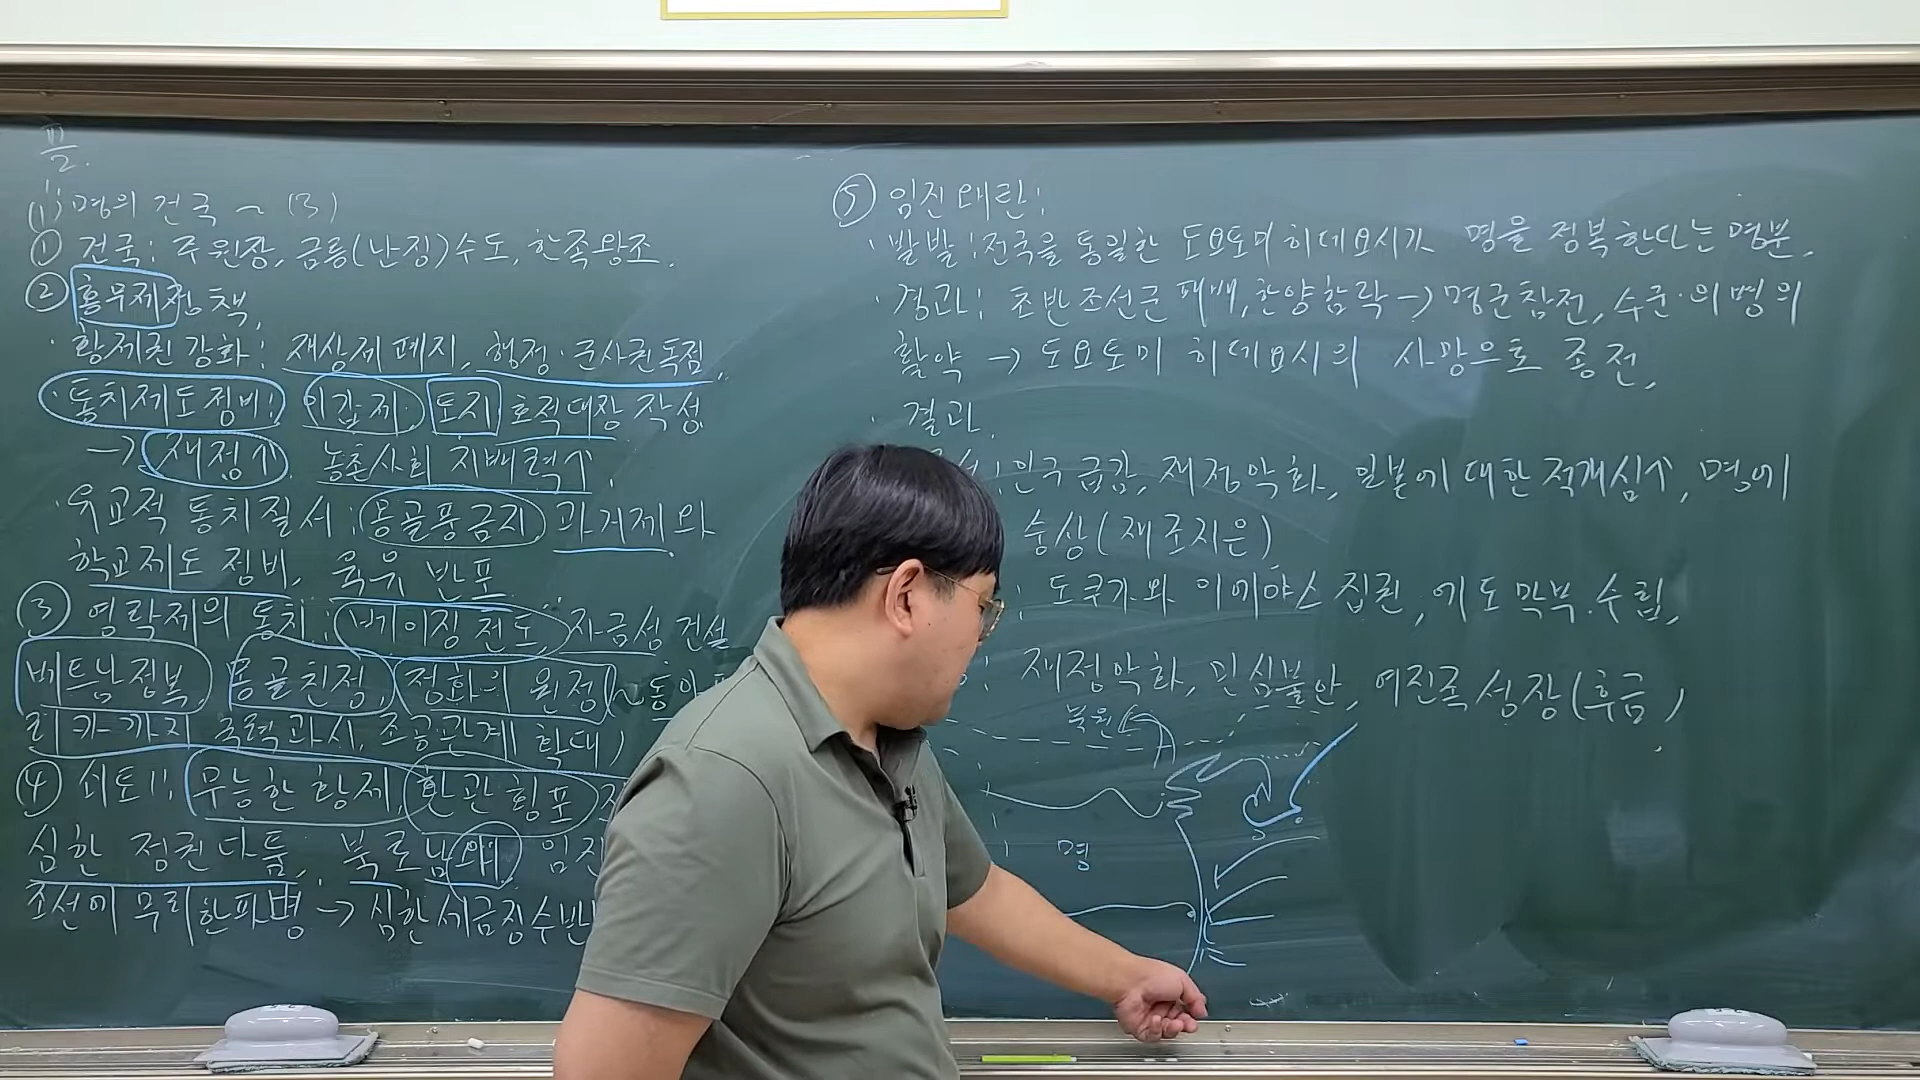 II
2.
(1) 명의 건국 ~ (3)
① 건국: 주원장, 금릉(난징)수도, 한족왕조.
② 홍무제정책.
· 황제권 강화: 재상제 폐지, 행정·군사권 독점,
· 통치제도정비: 이갑제· 토지 호적대장 작성
→ 재정↑ 농촌사회 지배력↑.
· 유교적 통치질서: 몽골풍금지 과거제와
학교제도 정비, 육유 반포.
③ 영락제의 통치: 베이징 천도, 자금성 건설
베트남정복 몽골친정, 정화의 원정(~동아
리카까지 국력과시, 조공관계 확대)
④ 쇠퇴: 무능한 황제, 환관 횡포
심한 정권다툼, 북로남왜 임진
조선에 무리한파병 → 심한세금징수반
⑤ 임진왜란:
· 발발: 전국을 통일한 도요토미 히데요시가 명을 정복한다는 명분.
· 경과: 초반 조선군 패배, 한양함락 → 명군참전, 수군·의병의
활약 → 도요토미 히데요시의 사망으로 종전.
· 결과.
: 인구 급감, 재정악화, 일본에 대한 적개심↑, 명에
숭상(재조지은)
: 도쿠가와 이에야스 집권, 에도 막부 수립.
: 재정악화, 민심불안, 여진족 성장(후금)
북원
명